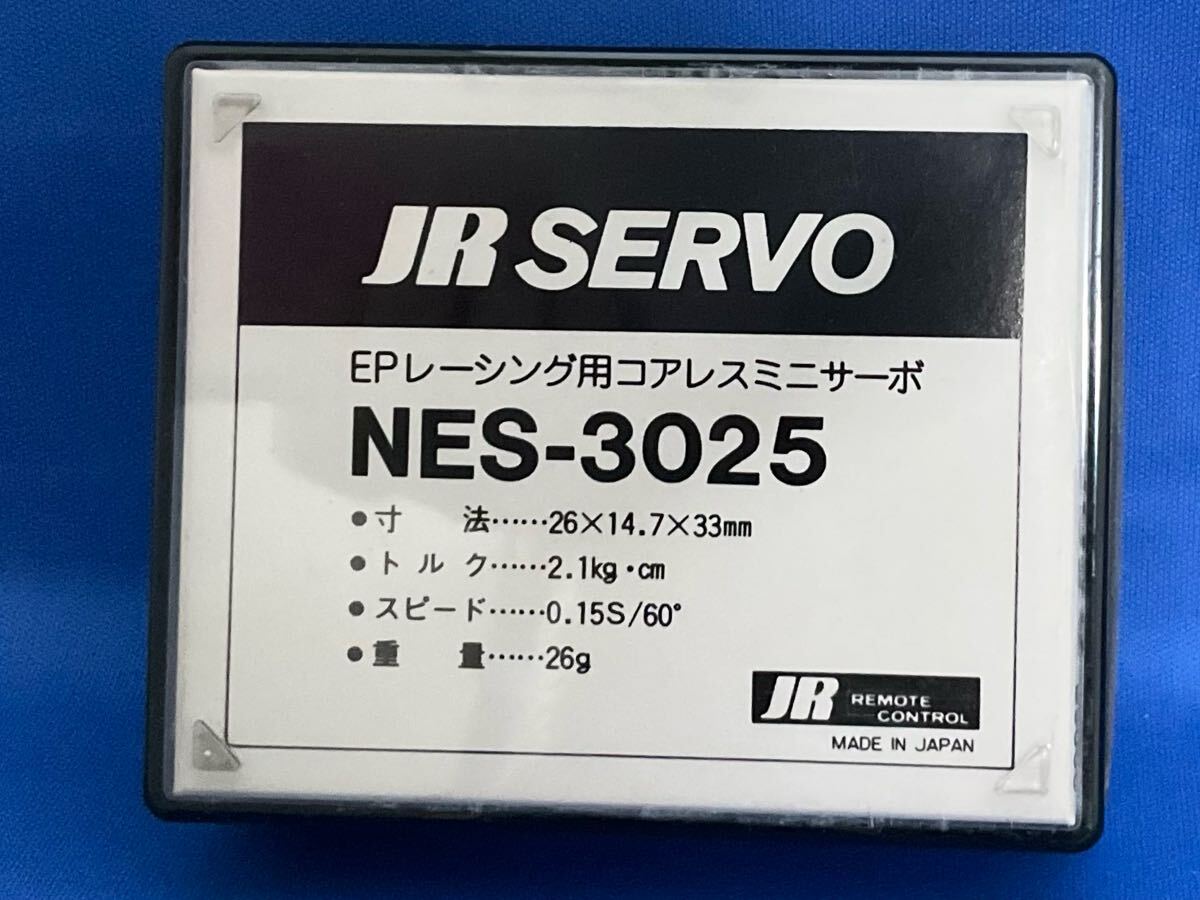 JR SERVO
EPレーシング用コアレスミニサーボ
NES-3025
●寸　法……26×14.7×33mm
●トルク……2.1kg・cm
●スピード……0.15S/60°
●重　量……26g
JR REMOTE
CONTROL
MADE IN JAPAN